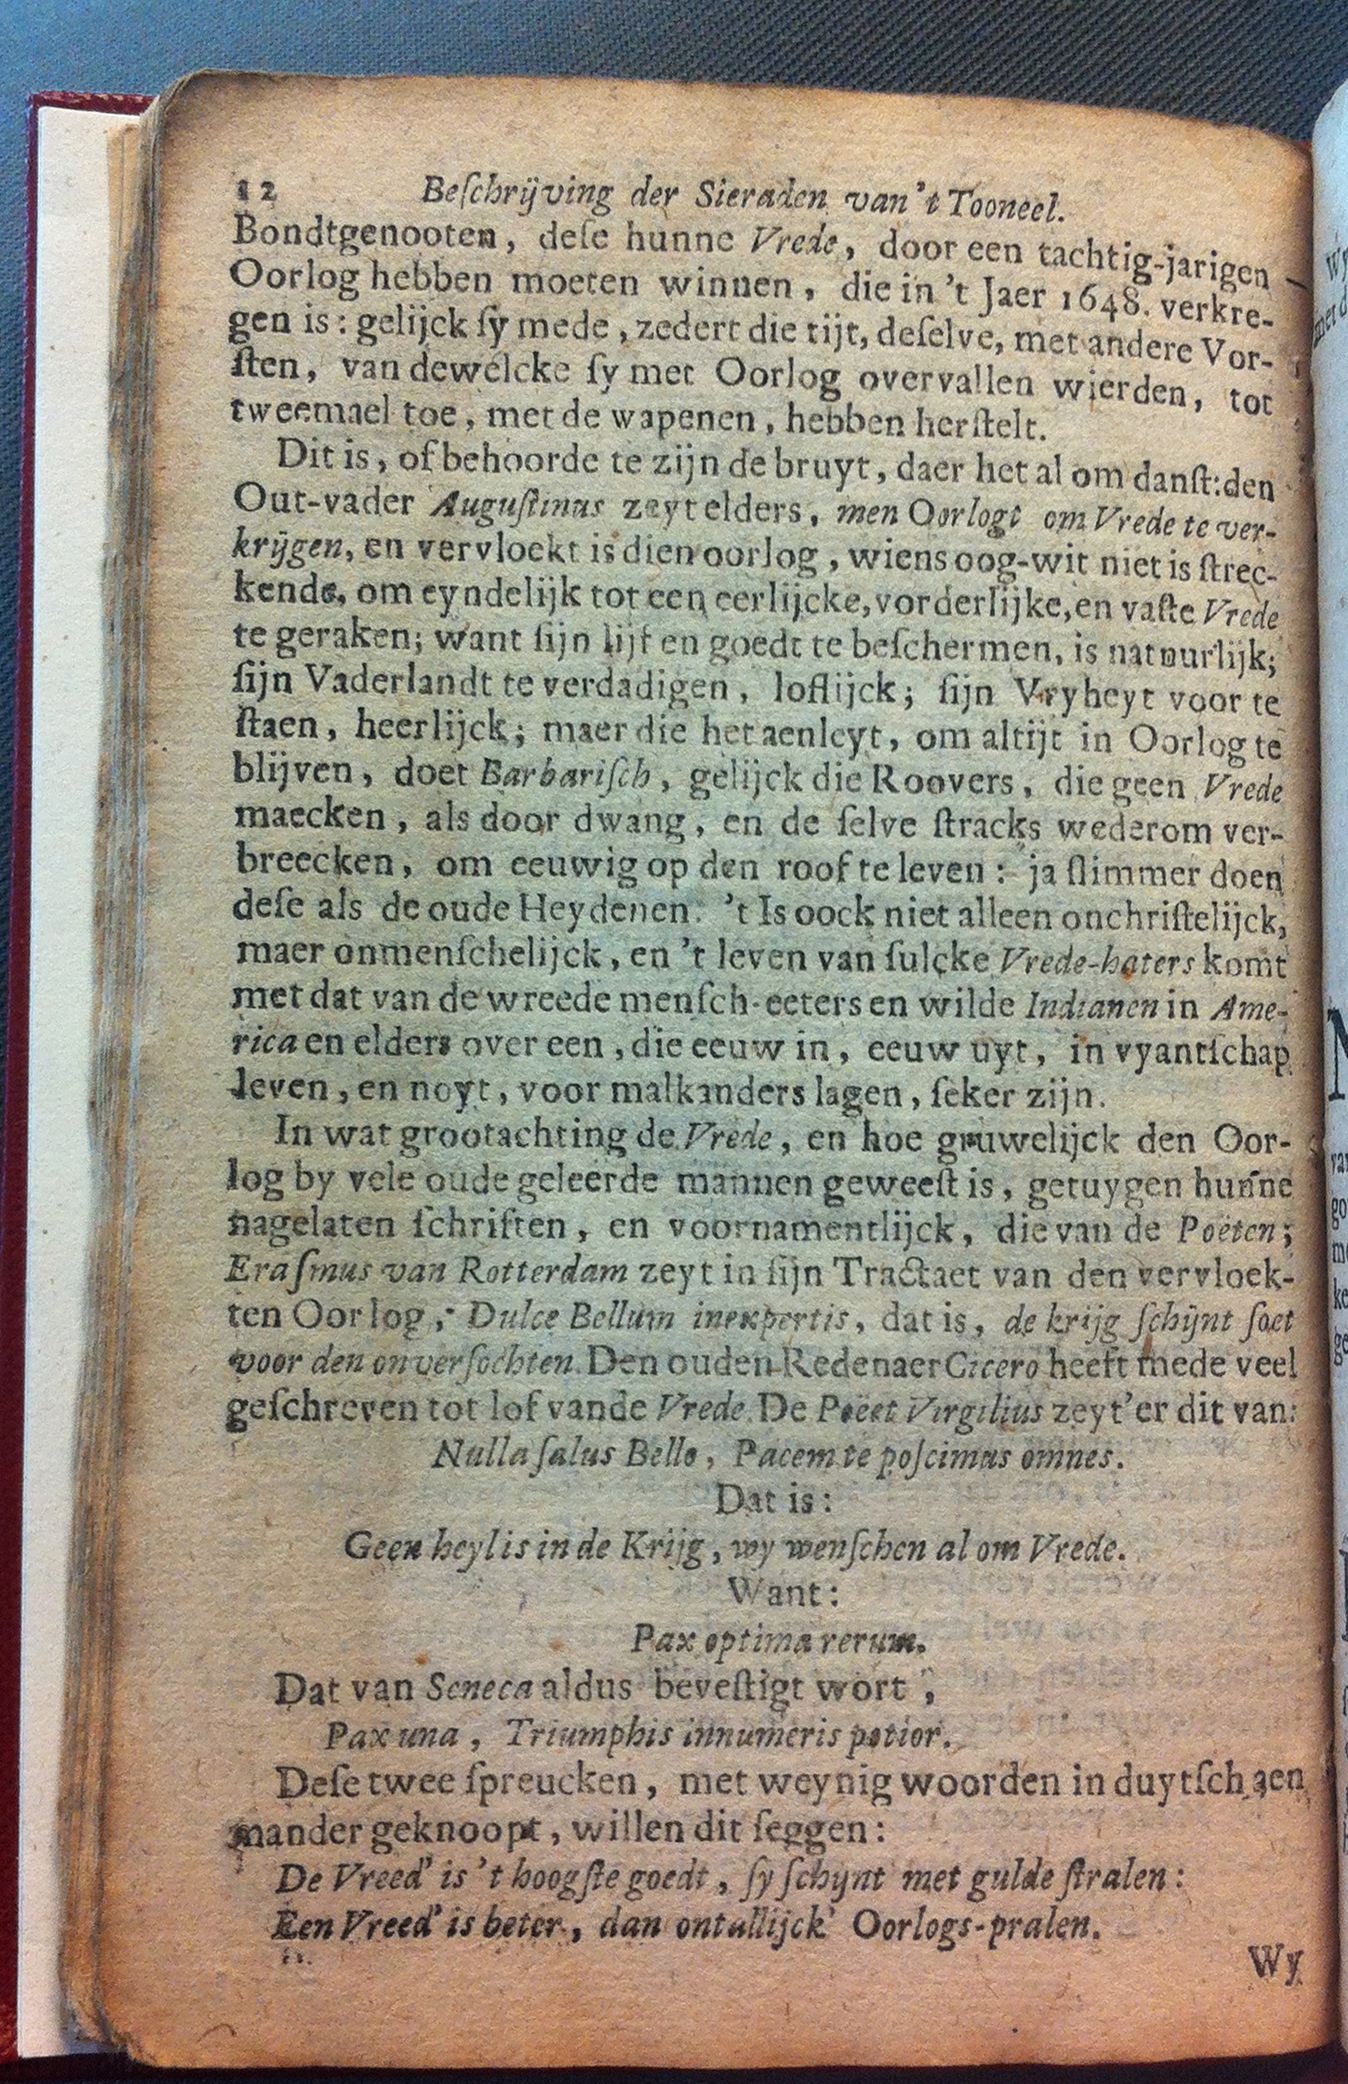 12 Beſchrijving der Sieraden van 't Tooneel.
Bondtgenooten, deſe hunne Vrede, door een tachtig-jarigen
Oorlog hebben moeten winnen, die in 't Jaer 1648. verkre-
gen is: gelijck ſy mede, zedert die tijt, deſelve, met andere Vor-
ſten, van dewelcke ſy met Oorlog overvallen wierden, tot
tweemael toe, met de wapenen, hebben herſtelt.
Dit is, of behoorde te zijn de bruyt, daer het al om danſt: den
Out-vader Auguſtinus zeyt elders, men Oorlogt om Vrede te ver-
krijgen, en vervloekt is dien oorlog, wiens oog-wit niet is ſtrec-
kende, om eyndelijk tot een eerlijcke, vorderlijke, en vaſte Vrede
te geraken; want ſijn lijf en goedt te beſchermen, is natuurlijk;
ſijn Vaderlandt te verdadigen, loflijck; ſijn Vryheyt voor te
ſtaen, heerlijck; maer die het aenleyt, om altijt in Oorlog te
blijven, doet Barbariſch, gelijck die Roovers, die geen Vrede
maecken, als door dwang, en de ſelve ſtracks wederom ver-
breecken, om eeuwig op den roof te leven: ja ſlimmer doen
deſe als de oude Heydenen. 't Is oock niet alleen onchriſtelijck,
maer onmenſchelijck, en 't leven van ſulcke Vrede-haters komt
met dat van de wreede menſch-eeters en wilde Indianen in Ame-
rica en elders over een, die eeuw in, eeuw uyt, in vyantſchap
leven, en noyt, voor malkanders lagen, ſeker zijn.
In wat grootachting de Vrede, en hoe gruwelijck den Oor-
log by vele oude geleerde mannen geweeſt is, getuygen hunne
nagelaten ſchriften, en voornamentlijck, die van de Poëten;
Eraſmus van Rotterdam zeyt in ſijn Tractaet van den vervloek-
ten Oorlog, Dulce Bellum inexpertis, dat is, de krijg ſchijnt ſoet
voor den onverſochten. Den ouden Redenaer Cicero heeft mede veel
geſchreven tot lof vande Vrede. De Poëet Virgilius zeyt'er dit van:
Nulla ſalus Bello, Pacem te poſcimus omnes.
Dat is:
Geen heyl is in de Krijg, wy wenſchen al om Vrede.
Want:
Pax optima rerum.
Dat van Seneca aldus beveſtigt wort,
Pax una, Triumphis innumeris potior.
Deſe twee ſpreucken, met weynig woorden in duytſch aen
mander geknoopt, willen dit ſeggen:
De Vreed' is 't hoogſte goedt, ſy ſchijnt met gulde ſtralen:
Een Vreed' is beter, dan ontallijck' Oorlogs-pralen.
Wy